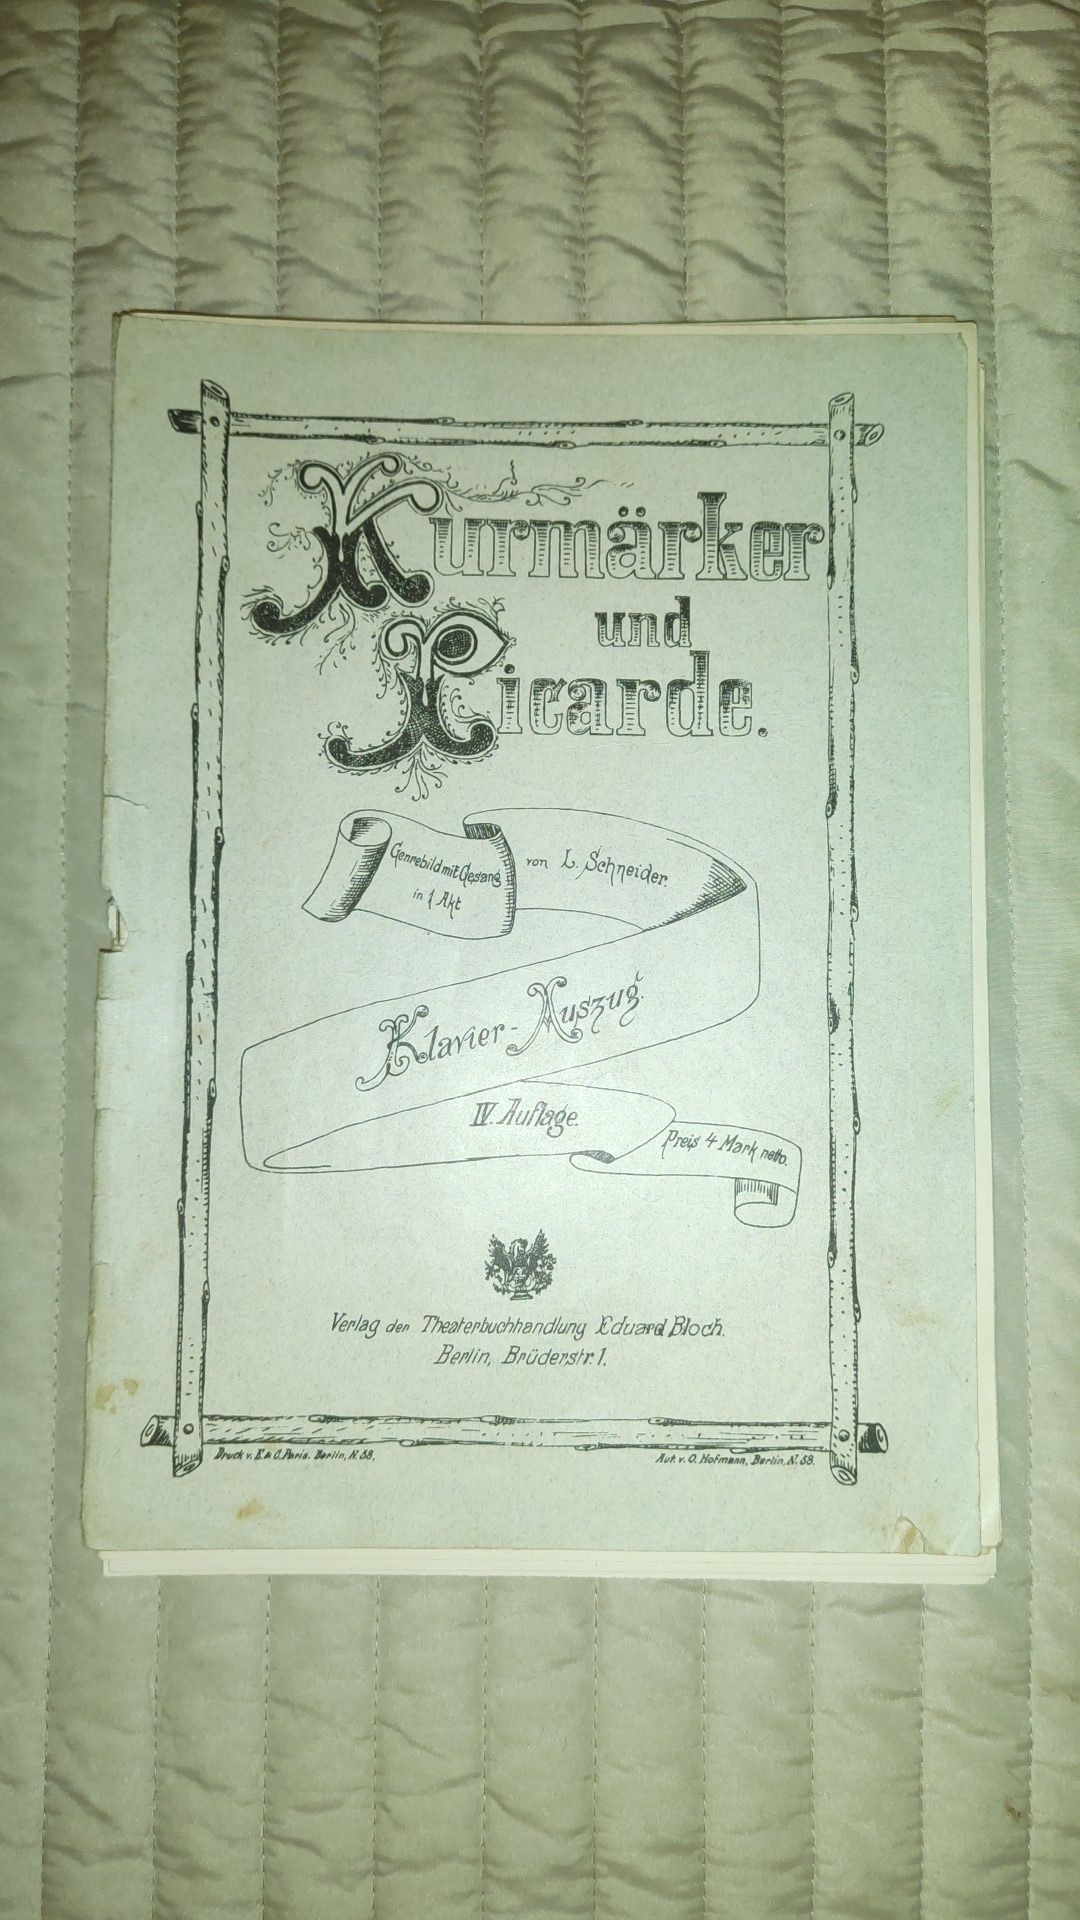 Kurmärker
und
Picarde.
Genrebild mit Gesang
in 1 Akt
von L. Schneider.
Klavier-Auszug.
IV. Auflage.
Preis 4 Mark netto.
Verlag der Theaterbuchhandlung Eduard Bloch.
Berlin, Brüderstr. 1.
Druck v. E & C. Paris. Berlin, N. 58.
Aut. v. O. Hofmann, Berlin, N. 58.